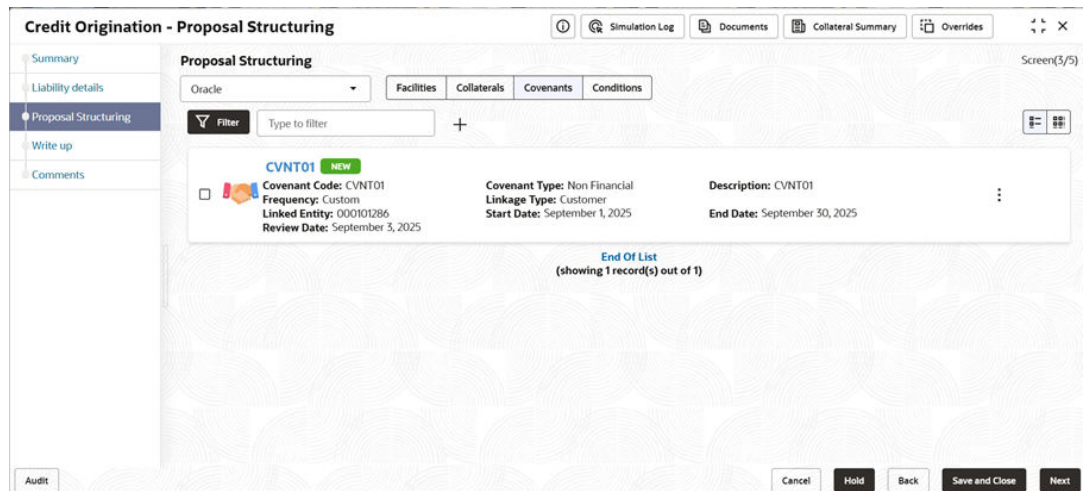 Credit Origination - Proposal Structuring
Simulation Log
Documents
Collateral Summary
Overrides
Summary
Liability details
Proposal Structuring
Write up
Comments
Proposal Structuring
Screen(3/5)
Oracle
Facilities
Collaterals
Covenants
Conditions
Filter
Type to filter
CVNT01 NEW
Covenant Code: CVNT01
Frequency: Custom
Linked Entity: 000101286
Review Date: September 3, 2025
Covenant Type: Non Financial
Linkage Type: Customer
Start Date: September 1, 2025
Description: CVNT01
End Date: September 30, 2025
End Of List
(showing 1 record(s) out of 1)
Audit
Cancel
Hold
Back
Save and Close
Next